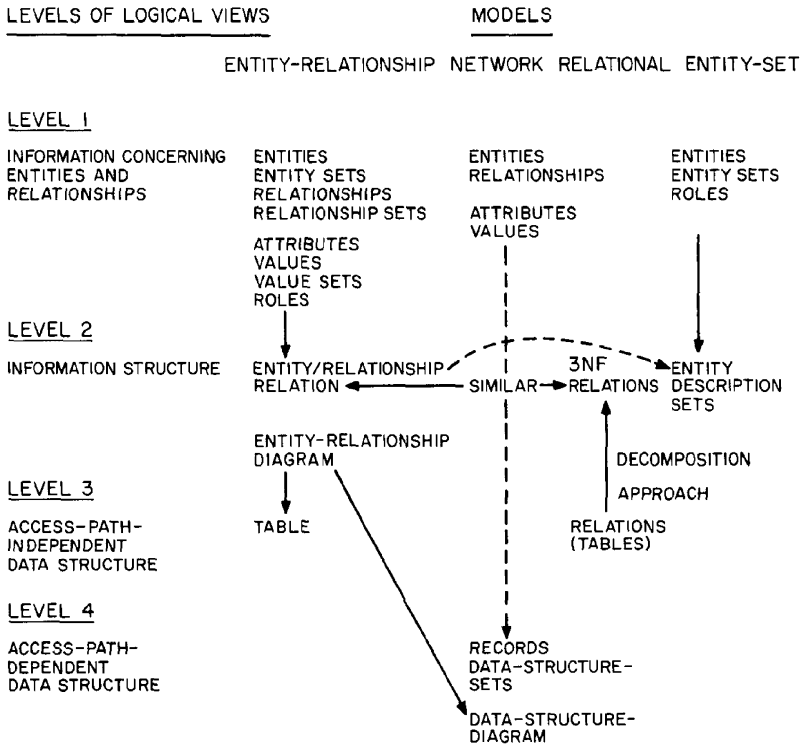 LEVELS OF LOGICAL VIEWS
MODELS
ENTITY-RELATIONSHIP NETWORK RELATIONAL ENTITY-SET
LEVEL 1
INFORMATION CONCERNING
ENTITIES AND
RELATIONSHIPS
ENTITIES
ENTITY SETS
RELATIONSHIPS
RELATIONSHIP SETS
ATTRIBUTES
VALUES
VALUE SETS
ROLES
ENTITIES
RELATIONSHIPS
ATTRIBUTES
VALUES
ENTITIES
ENTITY SETS
ROLES
LEVEL 2
INFORMATION STRUCTURE
ENTITY/RELATIONSHIP
RELATION
SIMILAR
3NF
RELATIONS
ENTITY
DESCRIPTION
SETS
ENTITY-RELATIONSHIP
DIAGRAM
DECOMPOSITION
APPROACH
LEVEL 3
ACCESS-PATH-
INDEPENDENT
DATA STRUCTURE
TABLE
RELATIONS
(TABLES)
LEVEL 4
ACCESS-PATH-
DEPENDENT
DATA STRUCTURE
RECORDS
DATA-STRUCTURE-
SETS
DATA-STRUCTURE-
DIAGRAM